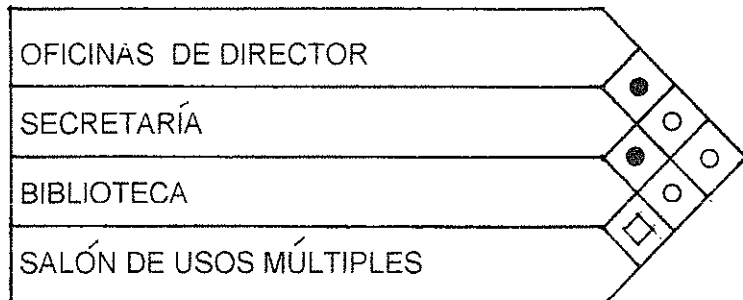 OFICINAS DE DIRECTOR
SECRETARÍA
BIBLIOTECA
SALÓN DE USOS MÚLTIPLES